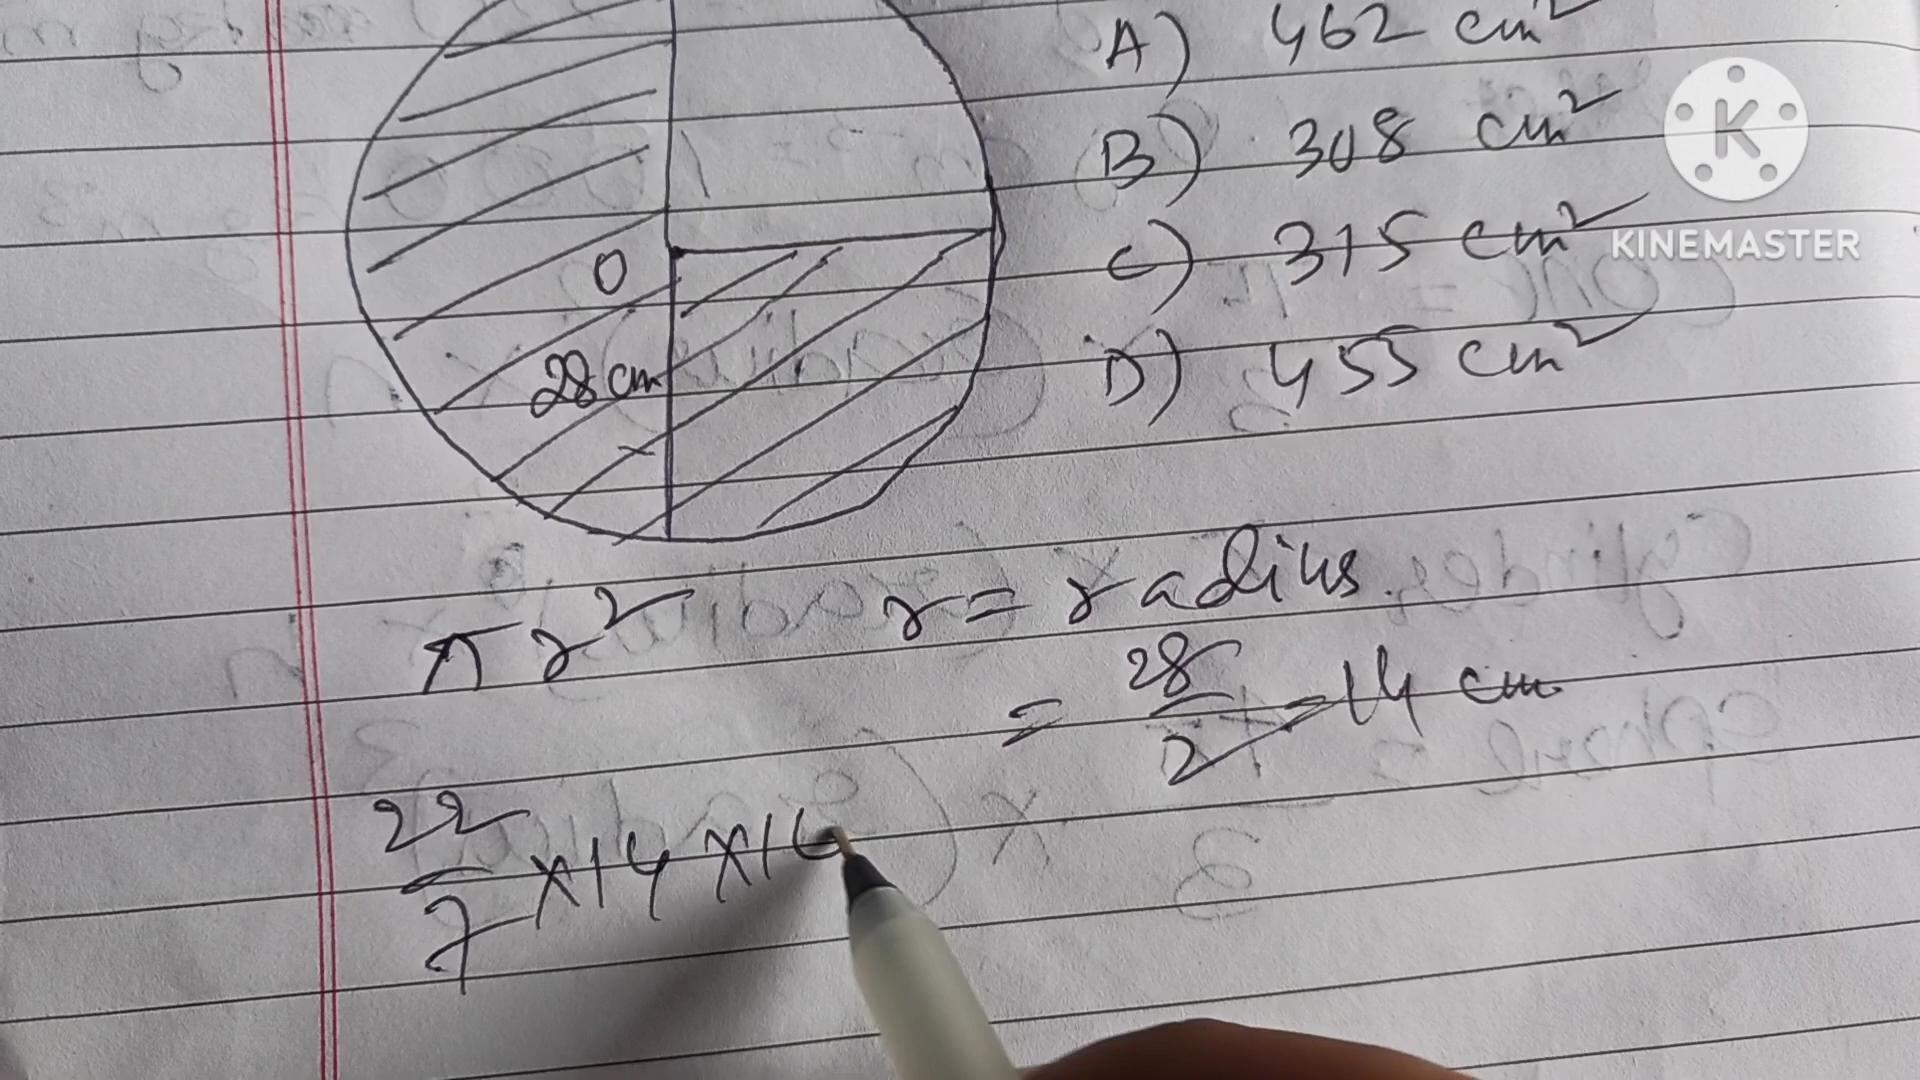 A) 462 cm²
B) 308 cm²
C) 315 cm²
D) 455 cm²
K
KINEMASTER
O
28 cm
πr² r = radius
= 28/2 = 14 cm
22/7 × 14 × 14